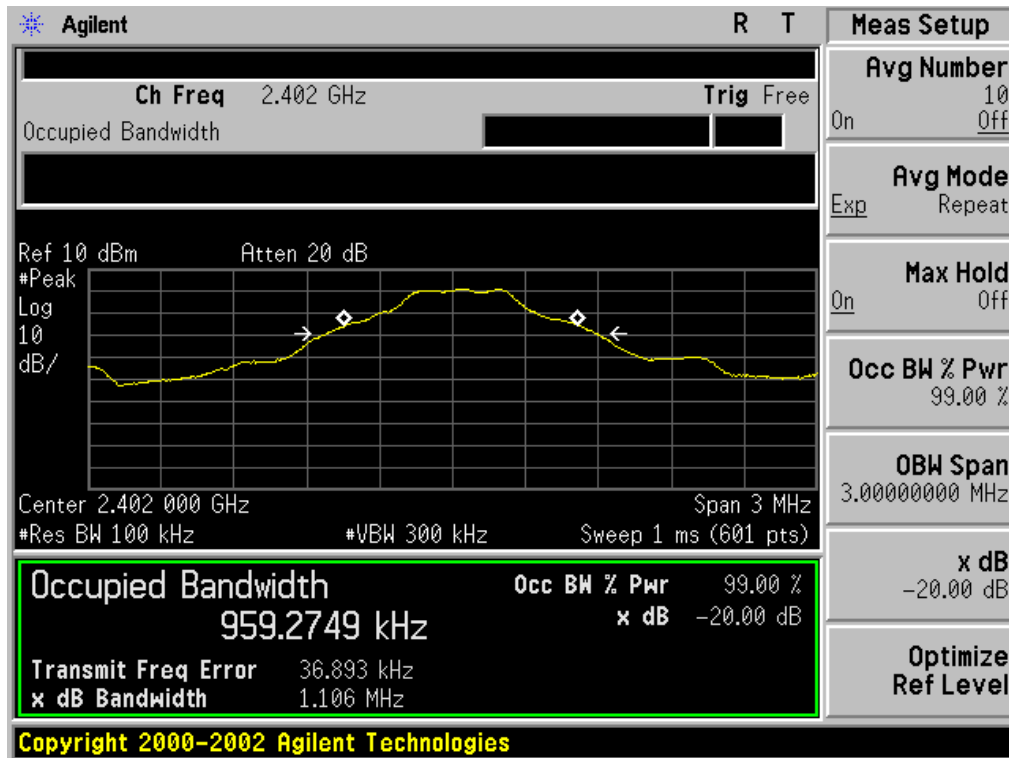 Agilent R T
Ch Freq 2.402 GHz Trig Free
Occupied Bandwidth
Ref 10 dBm Atten 20 dB
#Peak
Log
10
dB/
Center 2.402 000 GHz Span 3 MHz
#Res BW 100 kHz #VBW 300 kHz Sweep 1 ms (601 pts)
Occupied Bandwidth
959.2749 kHz
Occ BW % Pwr 99.00 %
x dB -20.00 dB
Transmit Freq Error 36.893 kHz
x dB Bandwidth 1.106 MHz
Copyright 2000-2002 Agilent Technologies
Meas Setup
Avg Number
10
On Off
Avg Mode
Exp Repeat
Max Hold
On Off
Occ BW % Pwr
99.00 %
OBW Span
3.00000000 MHz
x dB
-20.00 dB
Optimize
Ref Level